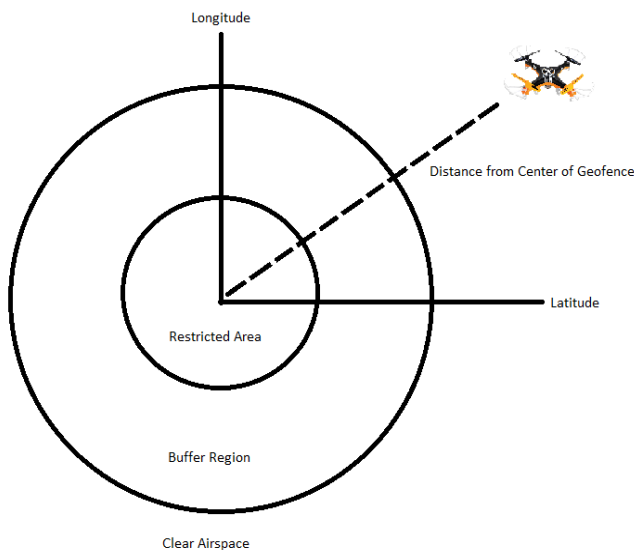 Longitude
Distance from Center of Geofence
Latitude
Restricted Area
Buffer Region
Clear Airspace